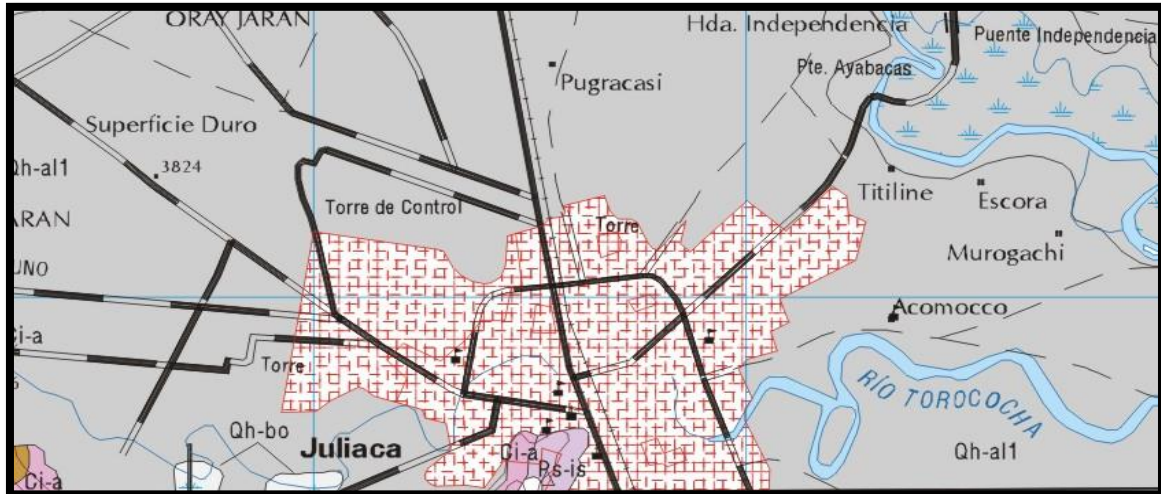 ORAY JARAN
Hda. Independencia
Puente Independencia
Pte. Ayabacas
Pugracasi
Superficie Duro
3824
Qh-al1
Titiline
Escora
Torre de Control
Torre
ARAN
Murogachi
UNO
Acomocco
Ci-a
Torre
RÍO TOROCOCHA
Qh-bo
Juliaca
Ci-a
Ps-is
Qh-al1
Ci-a